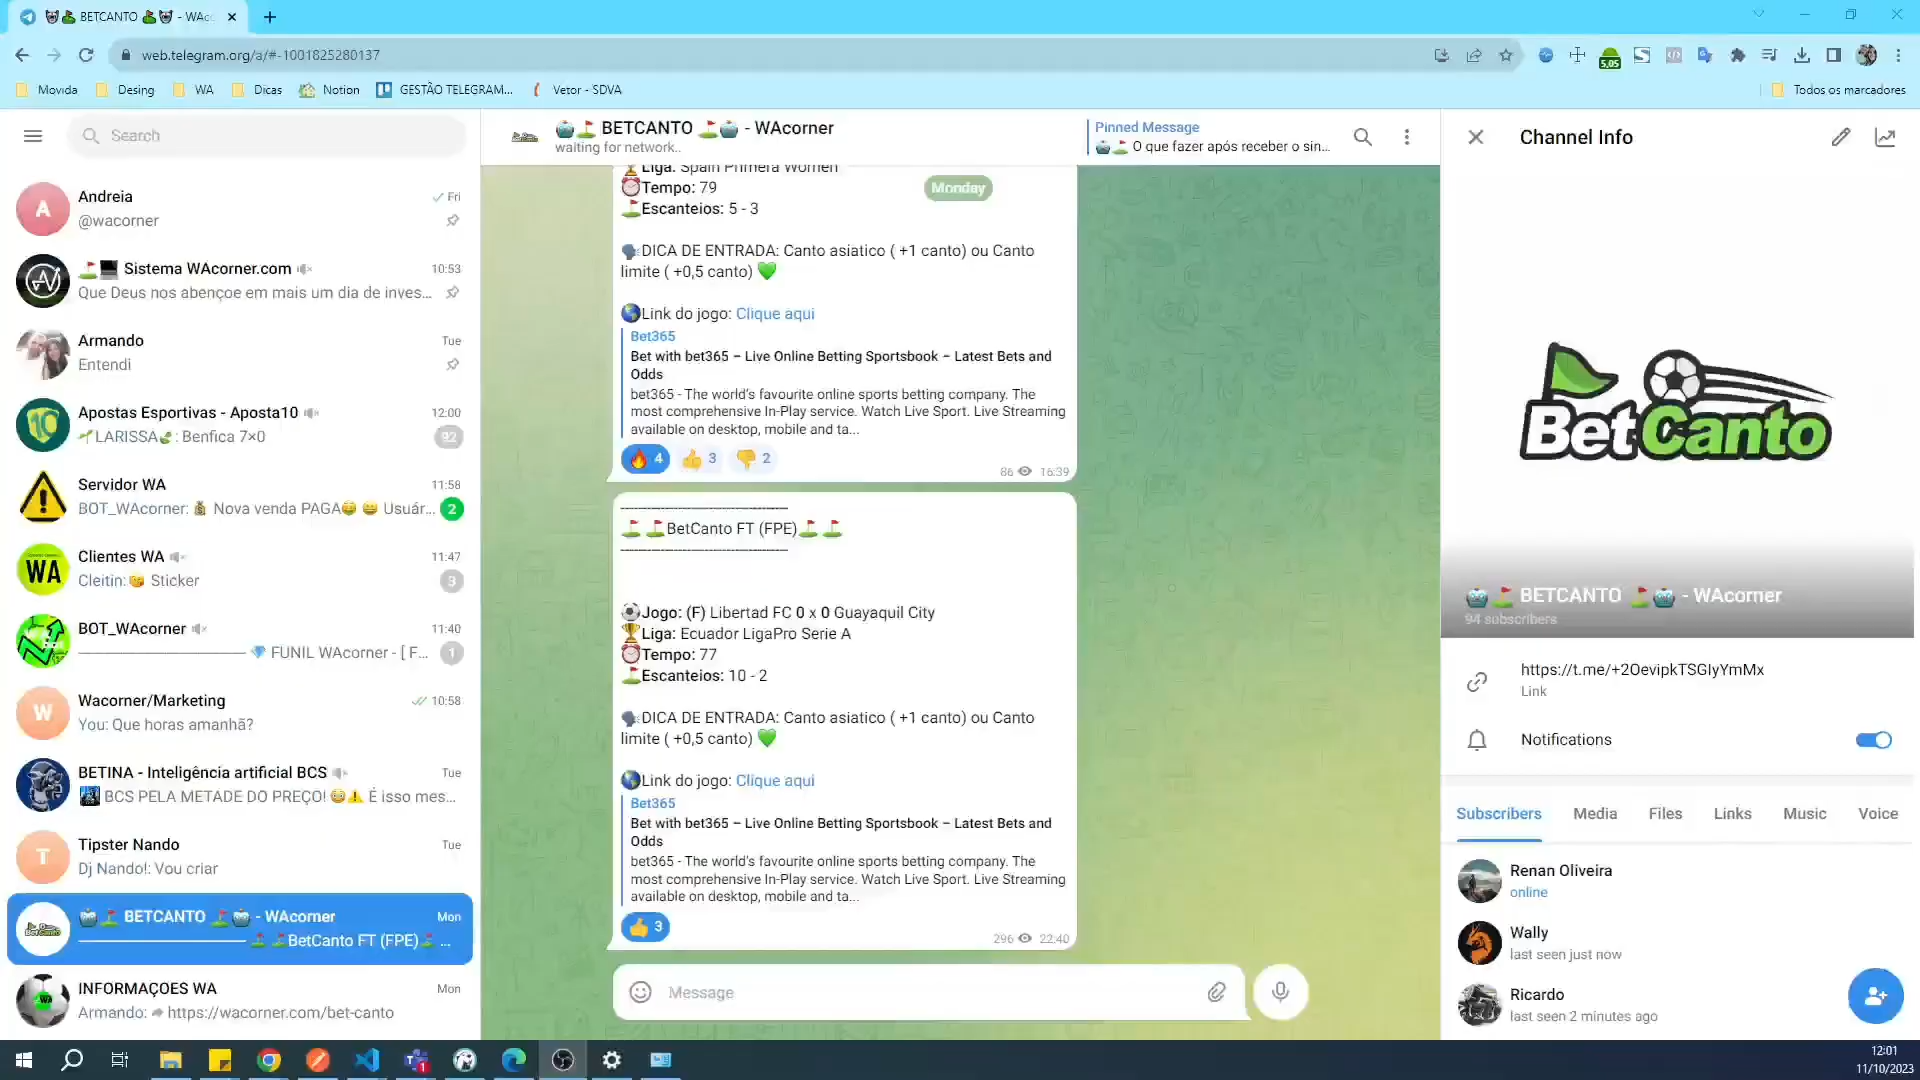 BETCANTO - WAc
web.telegram.org/a/#-1001825280137
5,05
Movida
Desing
WA
Dicas
Notion
GESTÃO TELEGRAM...
Vetor - SDVA
Todos os marcadores
Search
A
Andreia
Fri
@wacorner
Sistema WAcorner.com
10:53
Que Deus nos abençoe em mais um dia de inves...
Armando
Tue
Entendi
Apostas Esportivas - Aposta10
12:00
LARISSA: Benfica 7×0
92
Servidor WA
11:58
BOT_WAcorner: Nova venda PAGA Usuár...
2
WA
Clientes WA
11:47
Cleitin: Sticker
3
BOT_WAcorner
11:40
FUNIL WAcorner - [ F...
1
W
Wacorner/Marketing
10:58
You: Que horas amanhã?
BETINA - Inteligência artificial BCS
Tue
BCS PELA METADE DO PREÇO! É isso mes...
T
Tipster Nando
Tue
Dj Nando!: Vou criar
BETCANTO - WAcorner
Mon
BetCanto FT (FPE) ...
INFORMAÇOES WA
Mon
Armando: https://wacorner.com/bet-canto
BETCANTO - WAcorner
waiting for network..
Pinned Message
O que fazer após receber o sin...
Liga: Spain Primera Women
Monday
Tempo: 79
Escanteios: 5 - 3
DICA DE ENTRADA: Canto asiatico ( +1 canto) ou Canto
limite ( +0,5 canto)
Link do jogo: Clique aqui
Bet365
Bet with bet365 – Live Online Betting Sportsbook – Latest Bets and
Odds
bet365 - The world's favourite online sports betting company. The
most comprehensive In-Play service. Watch Live Sport. Live Streaming
available on desktop, mobile and ta...
4
3
2
86
16:39
BetCanto FT (FPE)
Jogo: (F) Libertad FC 0 x 0 Guayaquil City
Liga: Ecuador LigaPro Serie A
Tempo: 77
Escanteios: 10 - 2
DICA DE ENTRADA: Canto asiatico ( +1 canto) ou Canto
limite ( +0,5 canto)
Link do jogo: Clique aqui
Bet365
Bet with bet365 – Live Online Betting Sportsbook – Latest Bets and
Odds
bet365 - The world's favourite online sports betting company. The
most comprehensive In-Play service. Watch Live Sport. Live Streaming
available on desktop, mobile and ta...
3
296
22:40
Message
Channel Info
BetCanto
BETCANTO - WAcorner
94 subscribers
https://t.me/+2OevipkTSGIyYmMx
Link
Notifications
Subscribers
Media
Files
Links
Music
Voice
Renan Oliveira
online
Wally
last seen just now
Ricardo
last seen 2 minutes ago
1
12:01
11/10/2023